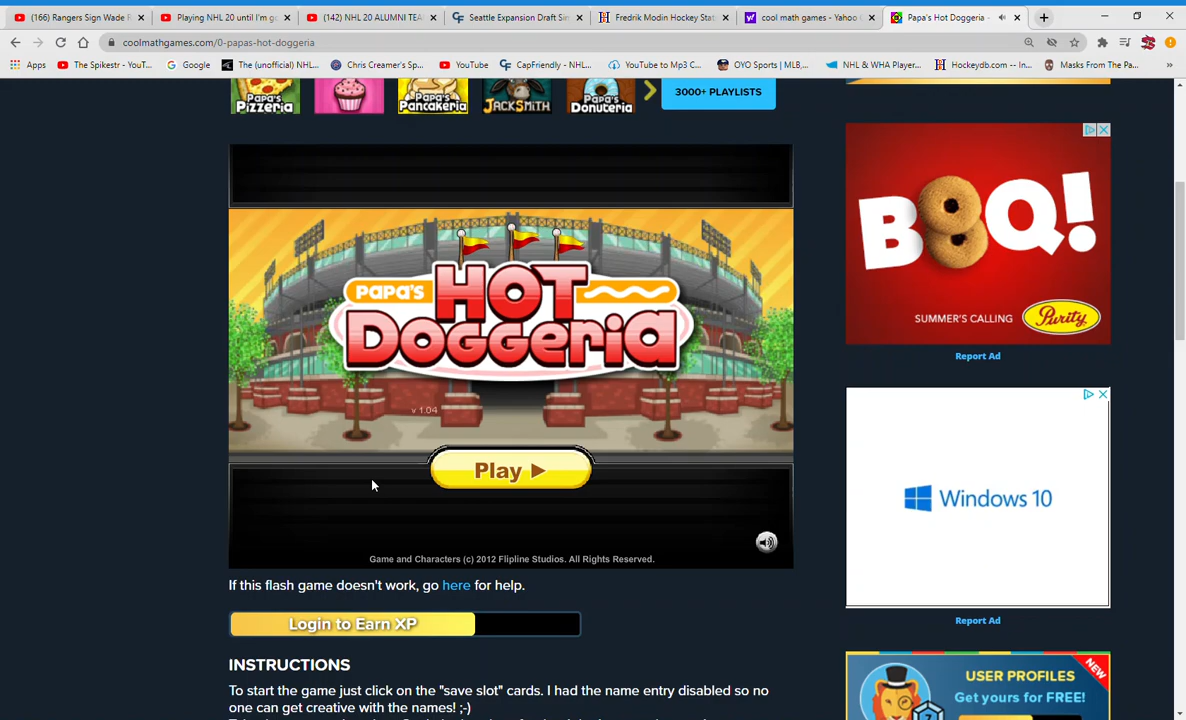 (166) Rangers Sign Wade R
Playing NHL 20 until I'm go
(142) NHL 20 ALUMNI TEA
Seattle Expansion Draft Sim
Fredrik Modin Hockey Stat
cool math games - Yahoo
Papa's Hot Doggeria -
coolmathgames.com/0-papas-hot-doggeria
Apps
The Spikestr - YouT...
Google
The (unofficial) NHL...
Chris Creamer's Sp...
YouTube
CapFriendly - NHL...
YouTube to Mp3 C...
OYO Sports | MLB,...
NHL & WHA Player...
Hockeydb.com -- In...
Masks From The Pa...
Papa's Pizzeria
Papa's Pancakeria
JACKSMITH
Papa's Donuteria
3000+ PLAYLISTS
PAPA'S
HOT
DOGGERIA
v 1.04
Play
Game and Characters (c) 2012 Flipline Studios. All Rights Reserved.
If this flash game doesn't work, go here for help.
Login to Earn XP
INSTRUCTIONS
To start the game just click on the "save slot" cards. I had the name entry disabled so no
one can get creative with the names! ;-)
BOQ!
SUMMER'S CALLING
Purity
Report Ad
Windows 10
Report Ad
USER PROFILES
Get yours for FREE!
NEW